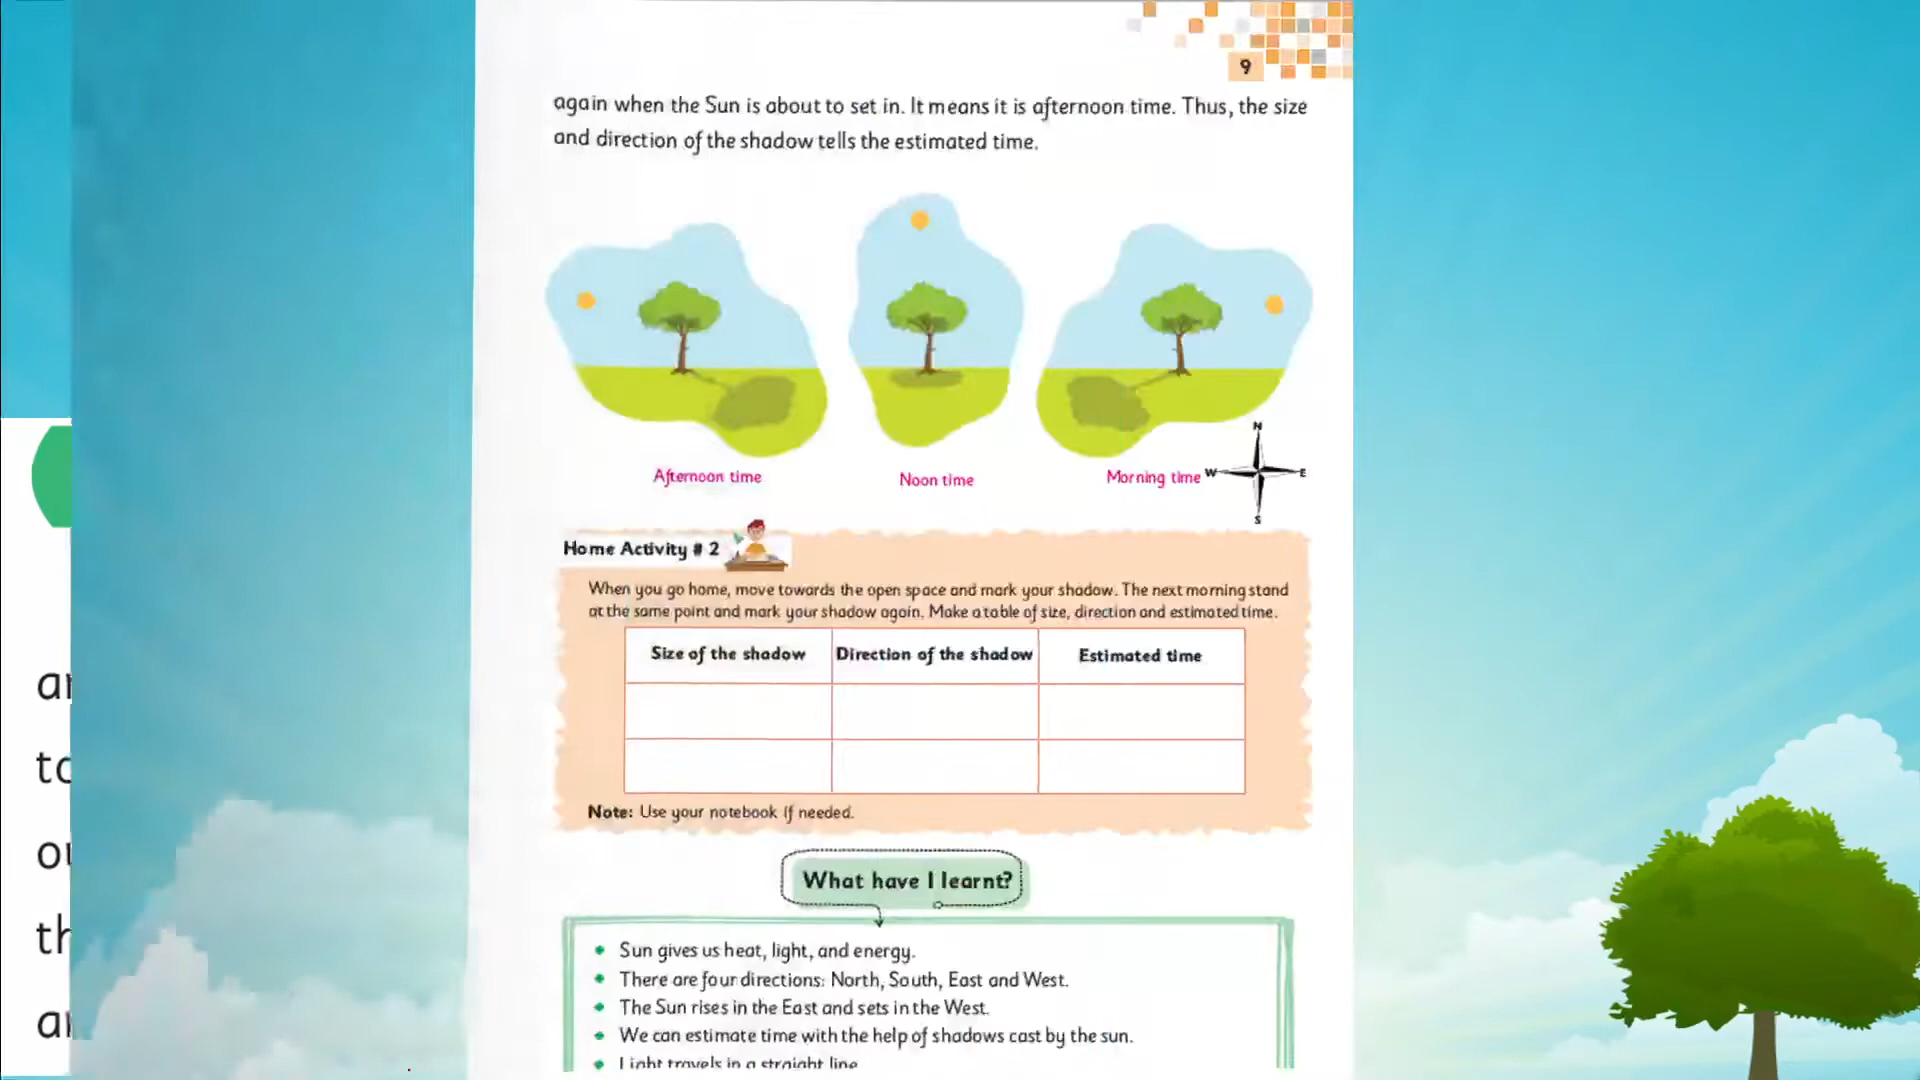 9
again when the Sun is about to set in. It means it is afternoon time. Thus, the size
and direction of the shadow tells the estimated time.
Afternoon time
Noon time
Morning time
N
W
E
S
Home Activity # 2
When you go home, move towards the open space and mark your shadow. The next morning stand
at the same point and mark your shadow again. Make a table of size, direction and estimated time.
Size of the shadow
Direction of the shadow
Estimated time
Note: Use your notebook if needed.
What have I learnt?
Sun gives us heat, light, and energy.
There are four directions: North, South, East and West.
The Sun rises in the East and sets in the West.
We can estimate time with the help of shadows cast by the sun.
Light travels in a straight line